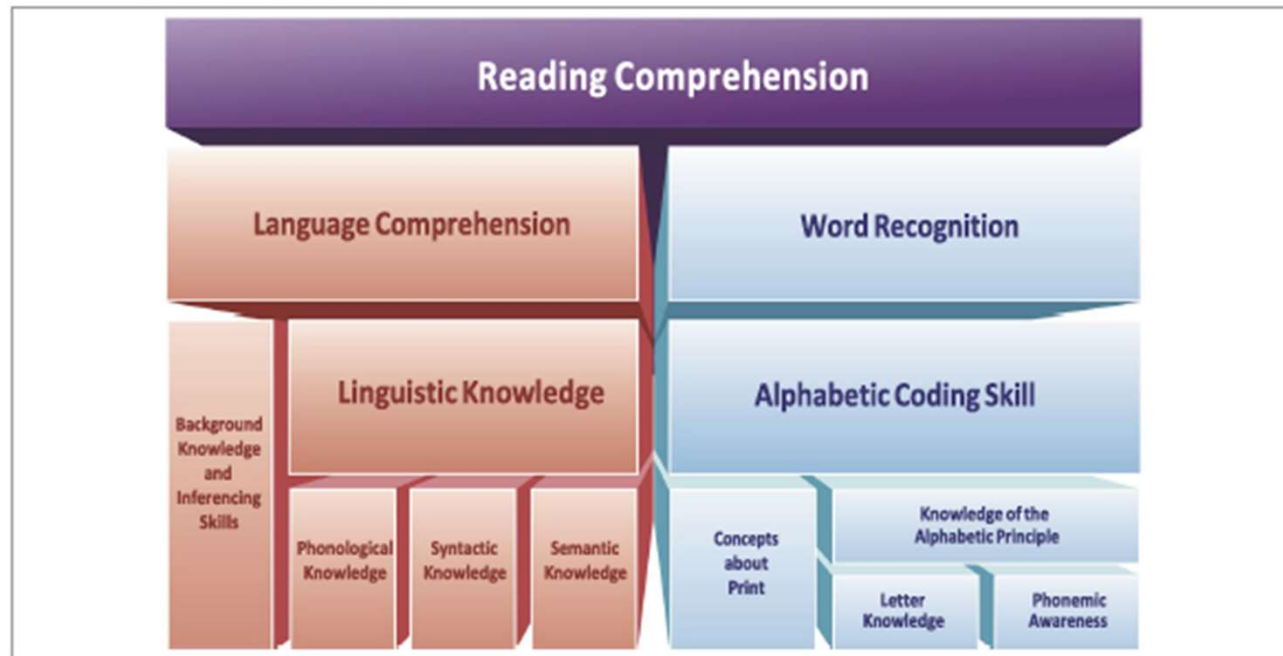 Reading Comprehension
Language Comprehension
Word Recognition
Background
Knowledge
and
Inferencing
Skills
Linguistic Knowledge
Phonological
Knowledge
Syntactic
Knowledge
Semantic
Knowledge
Alphabetic Coding Skill
Concepts
about
Print
Knowledge of the
Alphabetic Principle
Letter
Knowledge
Phonemic
Awareness